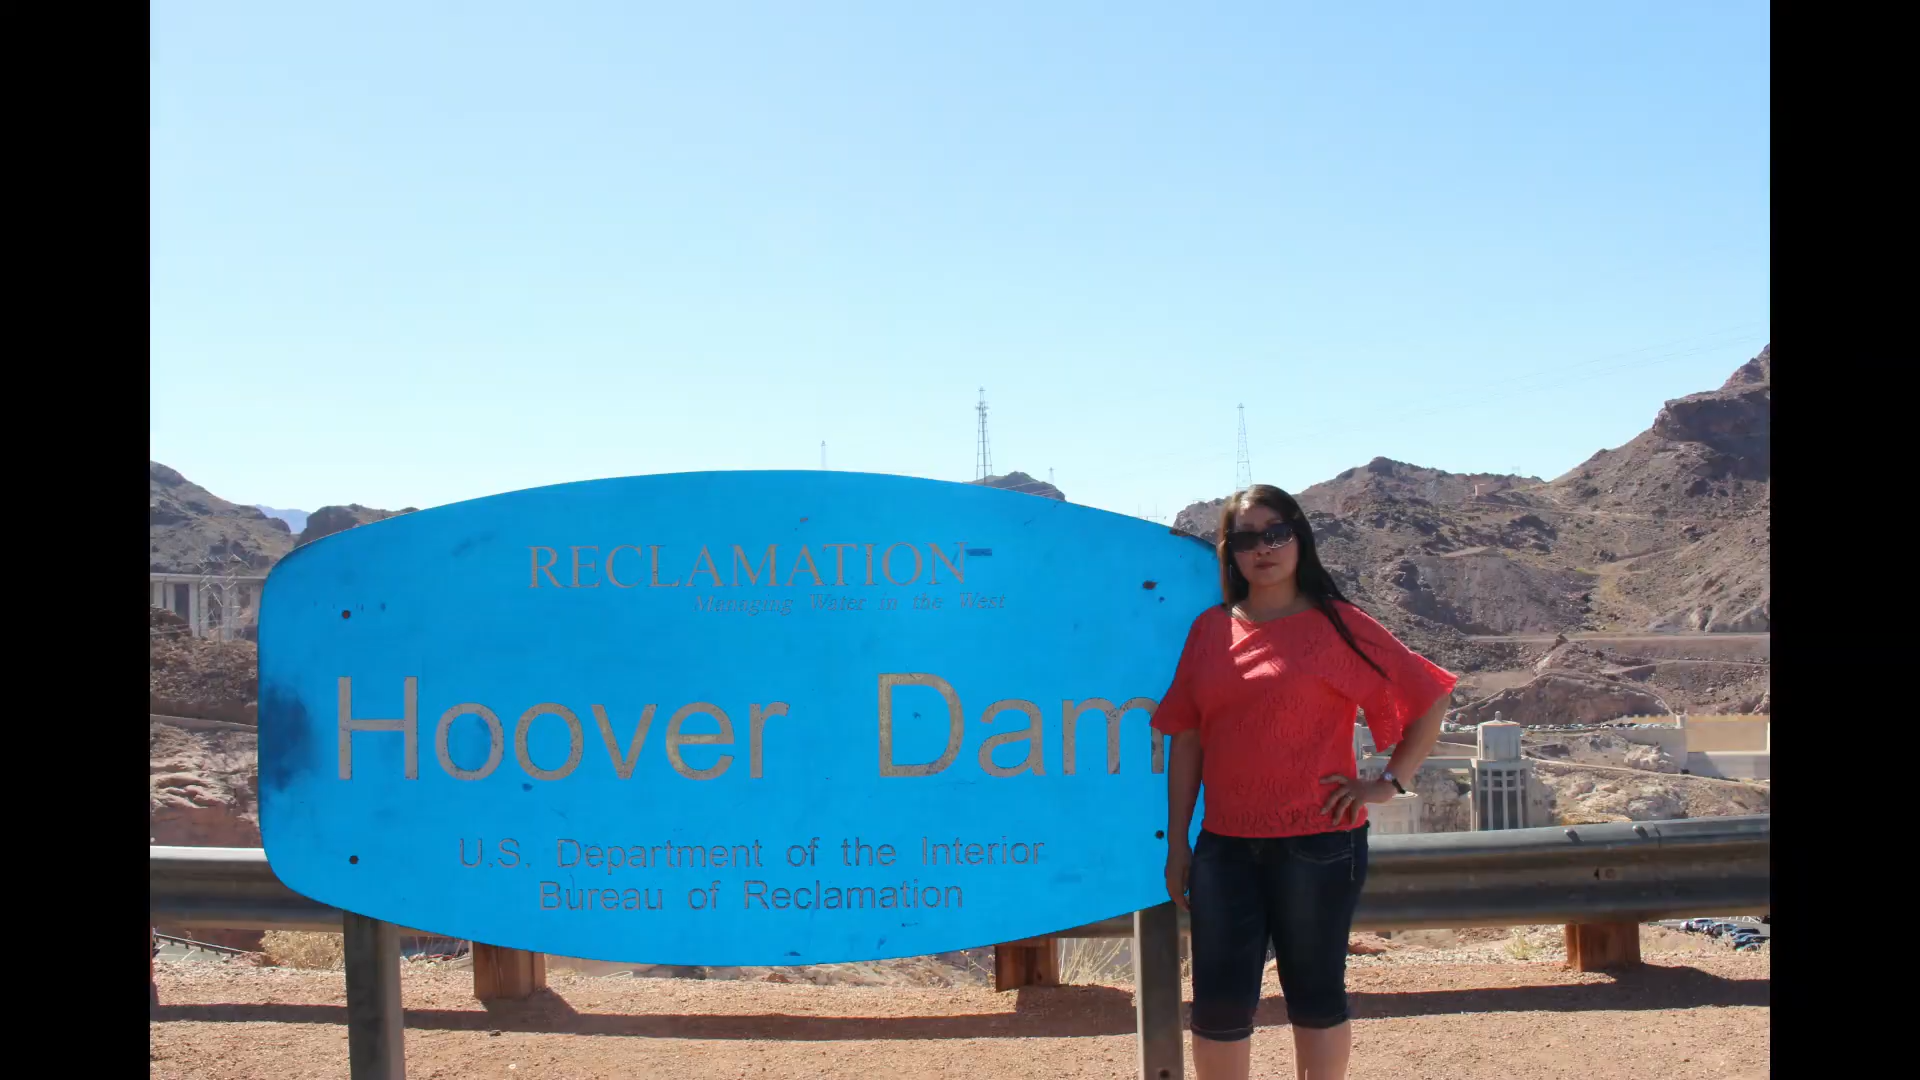 RECLAMATION
Managing Water in the West
Hoover Dam
U.S. Department of the Interior
Bureau of Reclamation